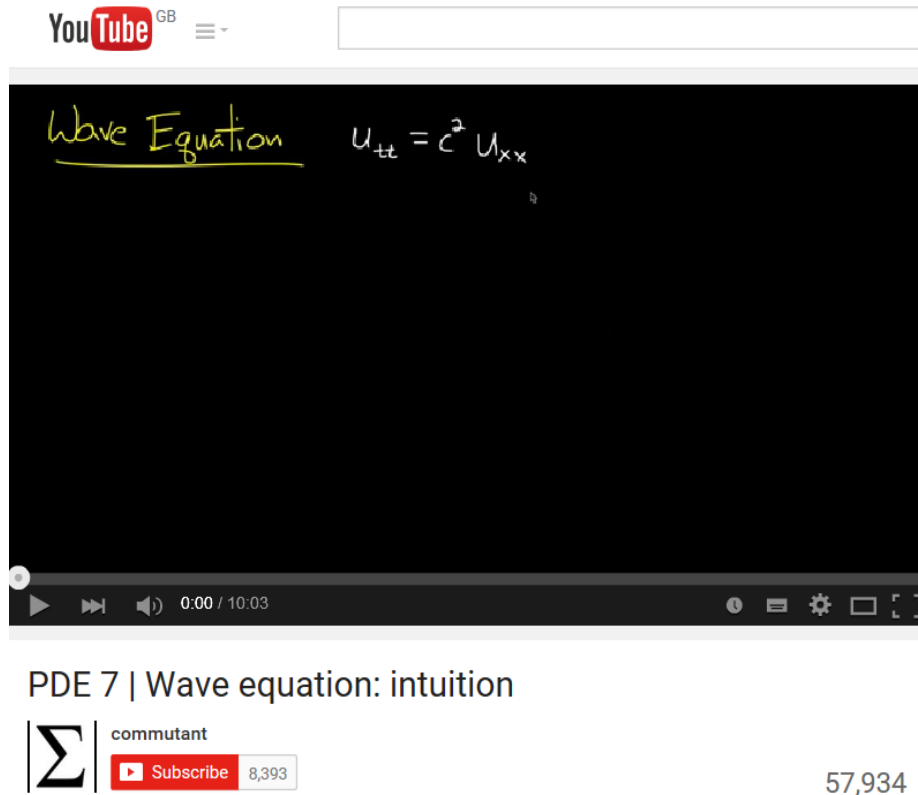 YouTube GB
Wave Equation u_tt = c² u_xx
0:00 / 10:03
PDE 7 | Wave equation: intuition
Σ
commutant
Subscribe 8,393
57,934